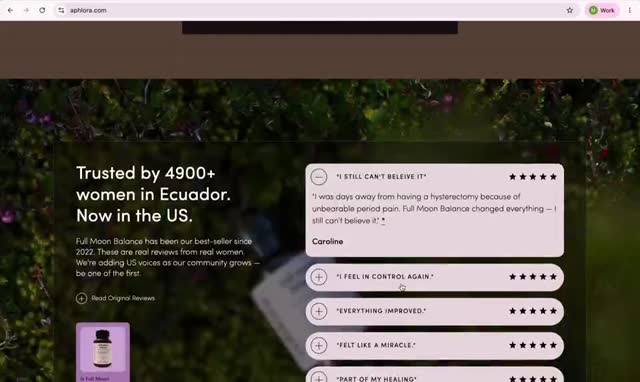 aphlora.com
M
Work
Trusted by 4900+
women in Ecuador.
Now in the US.
Full Moon Balance has been our best-seller since
2022. These are real reviews from real women.
We're adding US voices as our community grows —
be one of the first.
Read Original Reviews
Is Full Moon
"I STILL CAN'T BELEIVE IT"
"I was days away from having a hysterectomy because of
unbearable period pain. Full Moon Balance changed everything — I
still can't believe it." *
Caroline
"I FEEL IN CONTROL AGAIN."
"EVERYTHING IMPROVED."
"FELT LIKE A MIRACLE."
"PART OF MY HEALING"